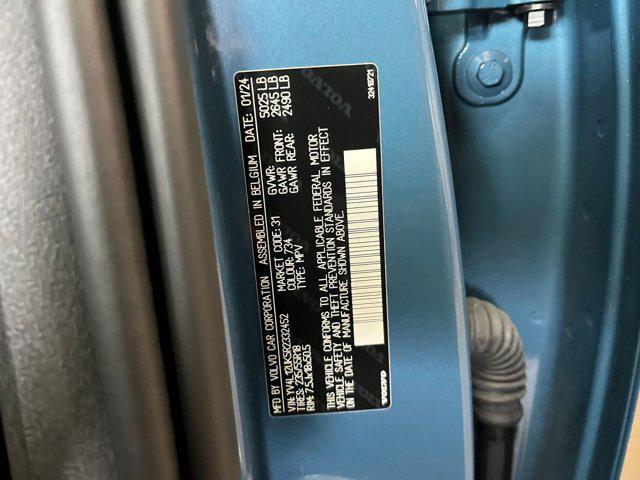 MFD BY VOLVO CAR CORPORATION ASSEMBLED IN BELGIUM DATE: 01/24
VIN: YV4L12UK5R2332452 MARKET CODE: 31 GVWR: 5025 LB
TIRES: 235/55R18 COLOUR: 734 GAWR FRONT: 2645 LB
RIM: 7.5Jx18x50.5 TYPE: MPV GAWR REAR: 2490 LB
THIS VEHICLE CONFORMS TO ALL APPLICABLE FEDERAL MOTOR
VEHICLE SAFETY AND THEFT PREVENTION STANDARDS IN EFFECT
ON THE DATE OF MANUFACTURE SHOWN ABOVE.
VOLVO 32418721